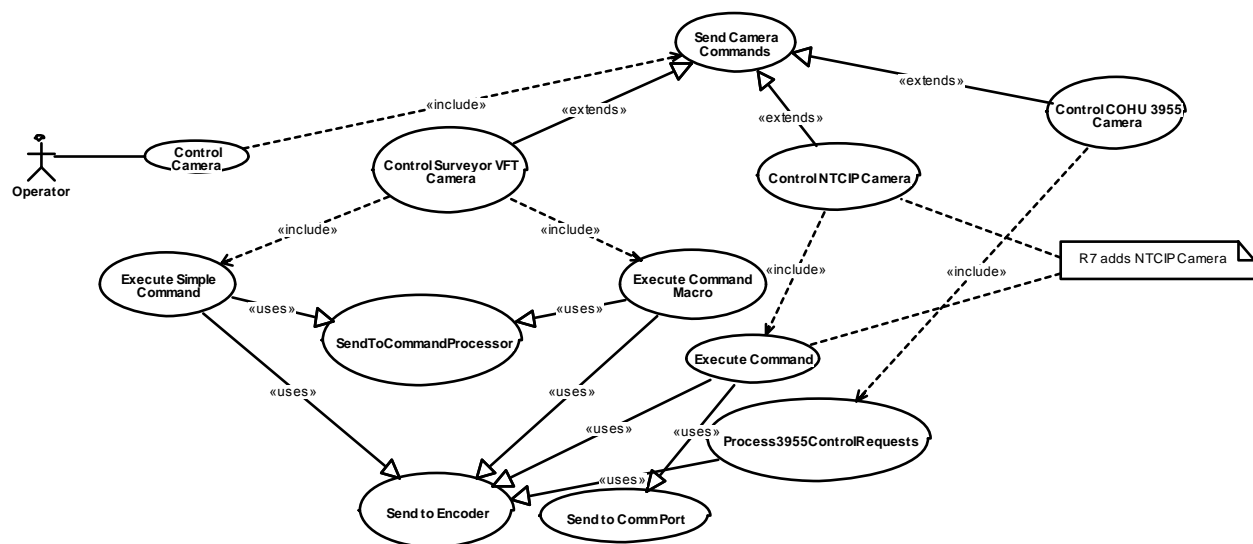 Send Camera
Commands
«include»
«extends»
«extends»
«extends»
Control COHU 3955
Camera
Operator
Control
Camera
Control Surveyor VFT
Camera
Control NTCIP Camera
«include»
«include»
«include»
«include»
R7 adds NTCIP Camera
Execute Simple
Command
Execute Command
Macro
«uses»
«uses»
SendToCommandProcessor
Execute Command
«uses»
«uses»
«uses»
«uses»
Process3955ControlRequests
«uses»
Send to Encoder
Send to CommPort